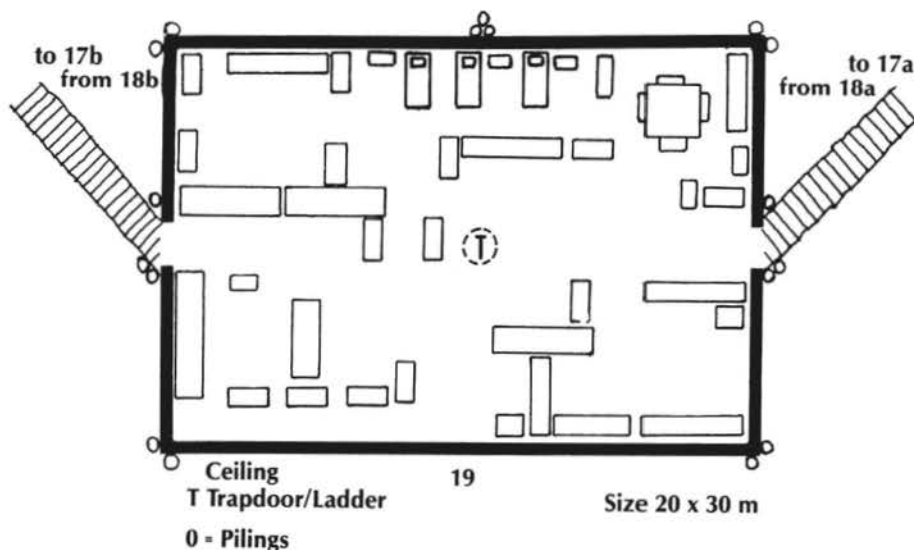 to 17b
from 18b
to 17a
from 18a
T
Ceiling
19
T Trapdoor/Ladder
Size 20 x 30 m
0 = Pilings